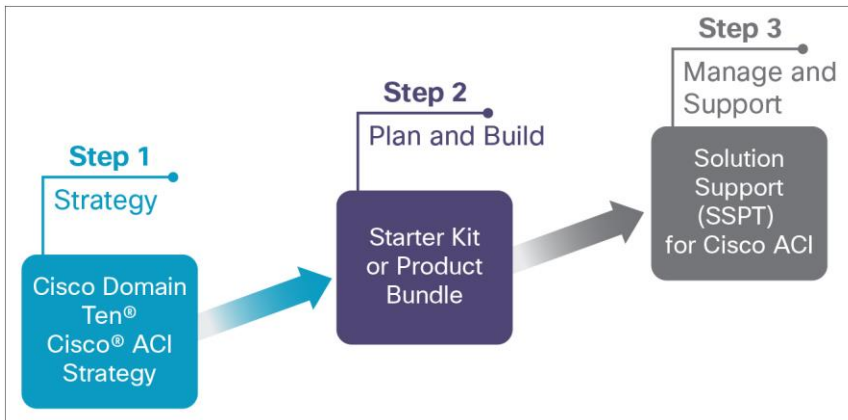 Step 1
Strategy
Cisco Domain
Ten®
Cisco® ACI
Strategy
Step 2
Plan and Build
Starter Kit
or Product
Bundle
Step 3
Manage and
Support
Solution
Support
(SSPT)
for Cisco ACI